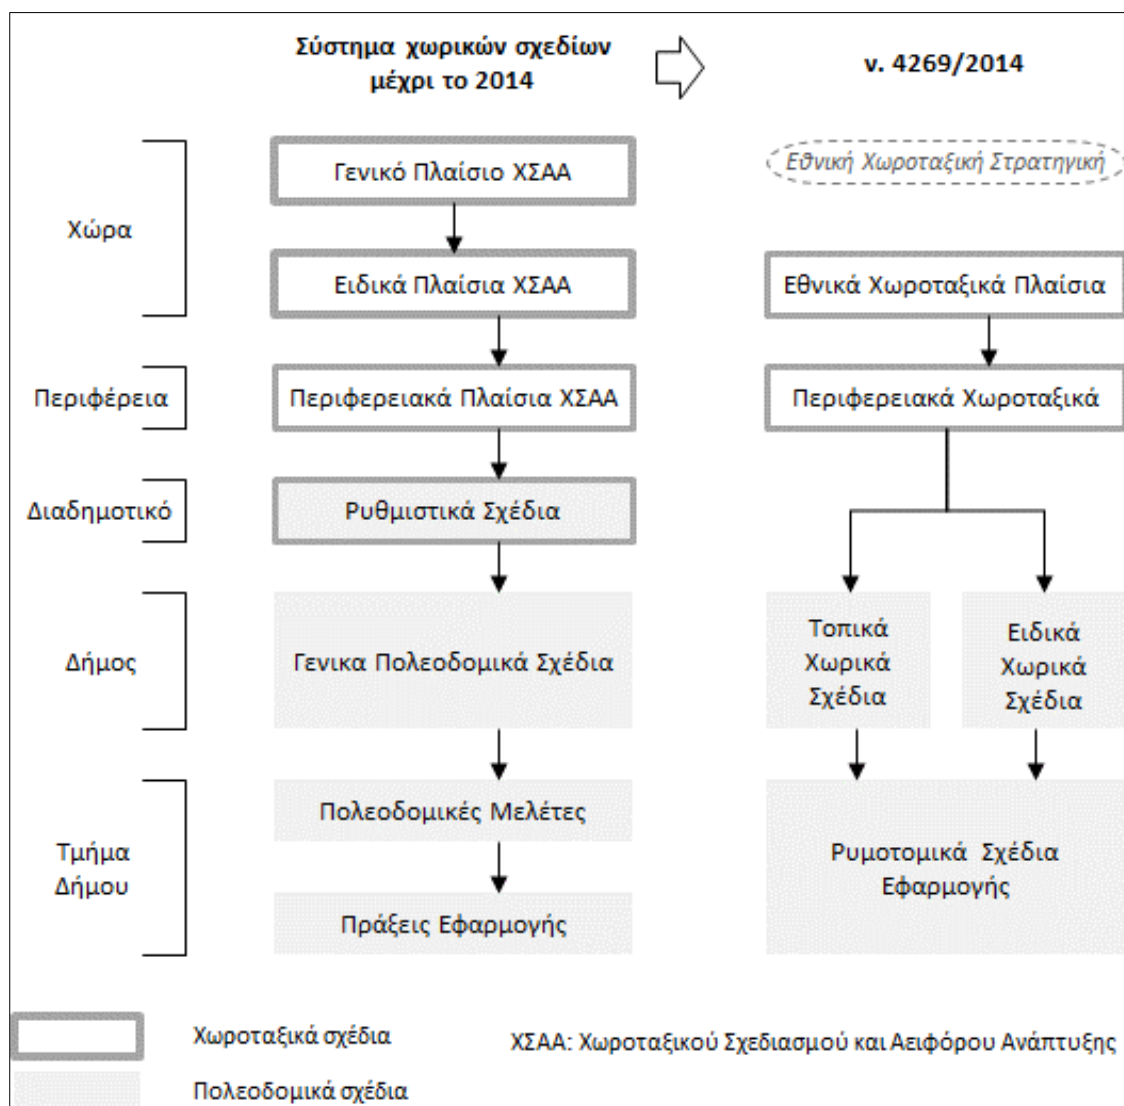 Σύστημα χωρικών σχεδίων
μέχρι το 2014
ν. 4269/2014
Χώρα
Γενικό Πλαίσιο ΧΣΑΑ
Εθνική Χωροταξική Στρατηγική
Ειδικά Πλαίσια ΧΣΑΑ
Εθνικά Χωροταξικά Πλαίσια
Περιφέρεια
Περιφερειακά Πλαίσια ΧΣΑΑ
Περιφερειακά Χωροταξικά
Διαδημοτικό
Ρυθμιστικά Σχέδια
Δήμος
Γενικα Πολεοδομικά Σχέδια
Τοπικά
Χωρικά
Σχέδια
Ειδικά
Χωρικά
Σχέδια
Τμήμα
Δήμου
Πολεοδομικές Μελέτες
Πράξεις Εφαρμογής
Ρυμοτομικά Σχέδια
Εφαρμογής
Χωροταξικά σχέδια
ΧΣΑΑ: Χωροταξικού Σχεδιασμού και Αειφόρου Ανάπτυξης
Πολεοδομικά σχέδια